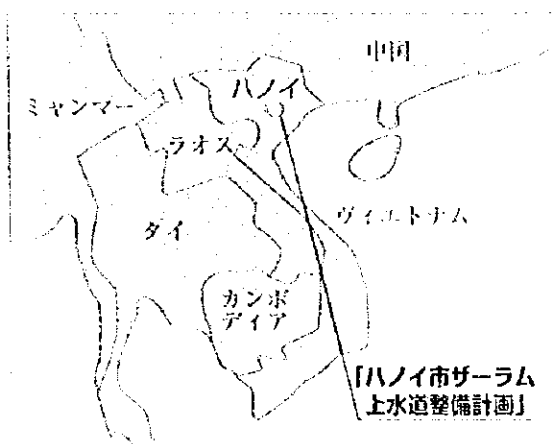 中国
ハノイ
ミャンマー
ラオス
ヴィエトナム
タイ
カンボ
ディア
「ハノイ市ザーラム
上水道整備計画」